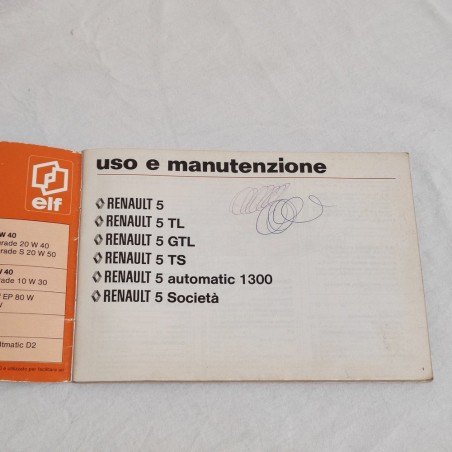 elf
W 40
rade 20 W 40
rade S 20 W 50
W 40
rade 10 W 30
EP 80 W
tmatic D2
uso e manutenzione
RENAULT 5
RENAULT 5 TL
RENAULT 5 GTL
RENAULT 5 TS
RENAULT 5 automatic 1300
RENAULT 5 Società